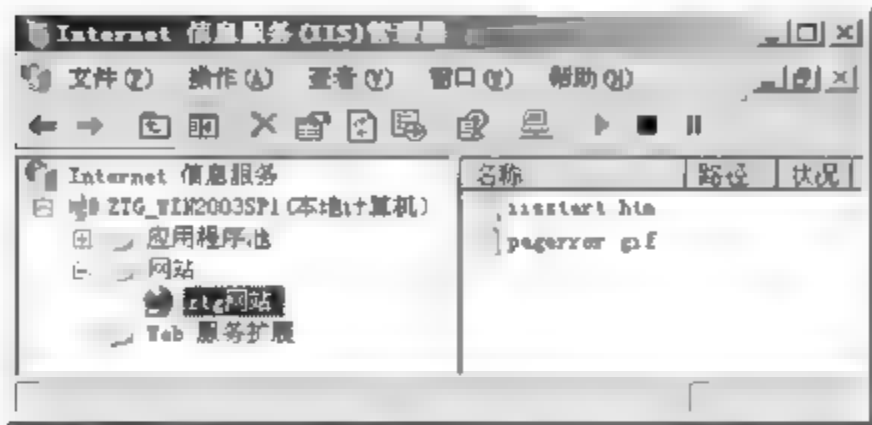 Internet 信息服务(IIS)管理器
文件(F) 操作(A) 查看(V) 窗口(W) 帮助(H)
Internet 信息服务
ZTG_WIN2003SP1(本地计算机)
应用程序池
网站
ztg网站
Web 服务扩展
名称 路径 状况
iisstart htm
pagerror gif